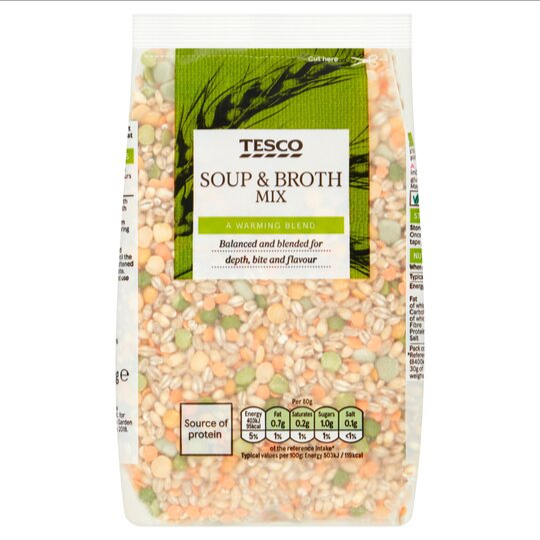 Cut here
TESCO
SOUP & BROTH
MIX
A WARMING BLEND
Balanced and blended for
depth, bite and flavour
Source of
protein
Per 80g
Energy Fat Saturates Sugars Salt
403kJ
95kcal 0.7g 0.2g 1.0g 0.1g
5% 1% 1% 1% <1%
of the reference intake*
Typical values per 100g: Energy 503kJ / 119kcal